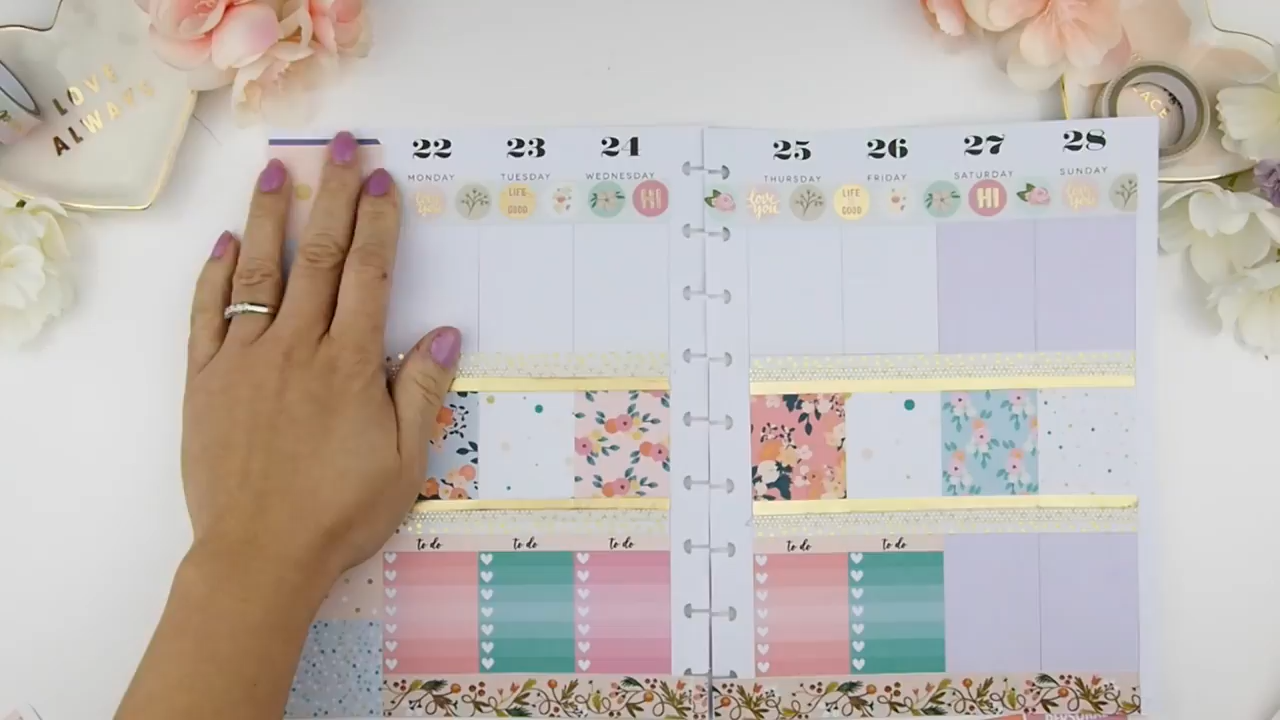 LOVE
ALWAYS
22 23 24 25 26 27 28
MONDAY TUESDAY WEDNESDAY THURSDAY FRIDAY SATURDAY SUNDAY
love you LIFE IS GOOD HI love you LIFE IS GOOD HI love you
to do to do to do to do to do